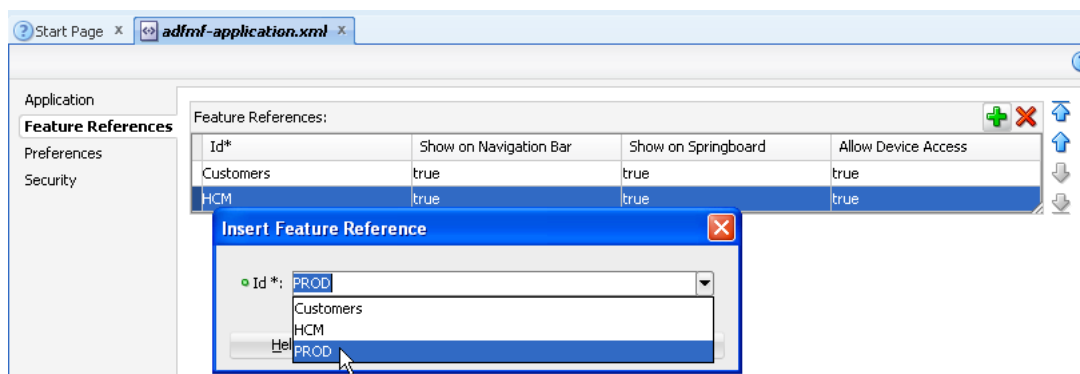 Start Page x adfmf-application.xml x
Application
Feature References
Preferences
Security
Feature References:
Id* Show on Navigation Bar Show on Springboard Allow Device Access
Customers true true true
HCM true true true
Insert Feature Reference
Id *: PROD
Customers
HCM
PROD
Hel